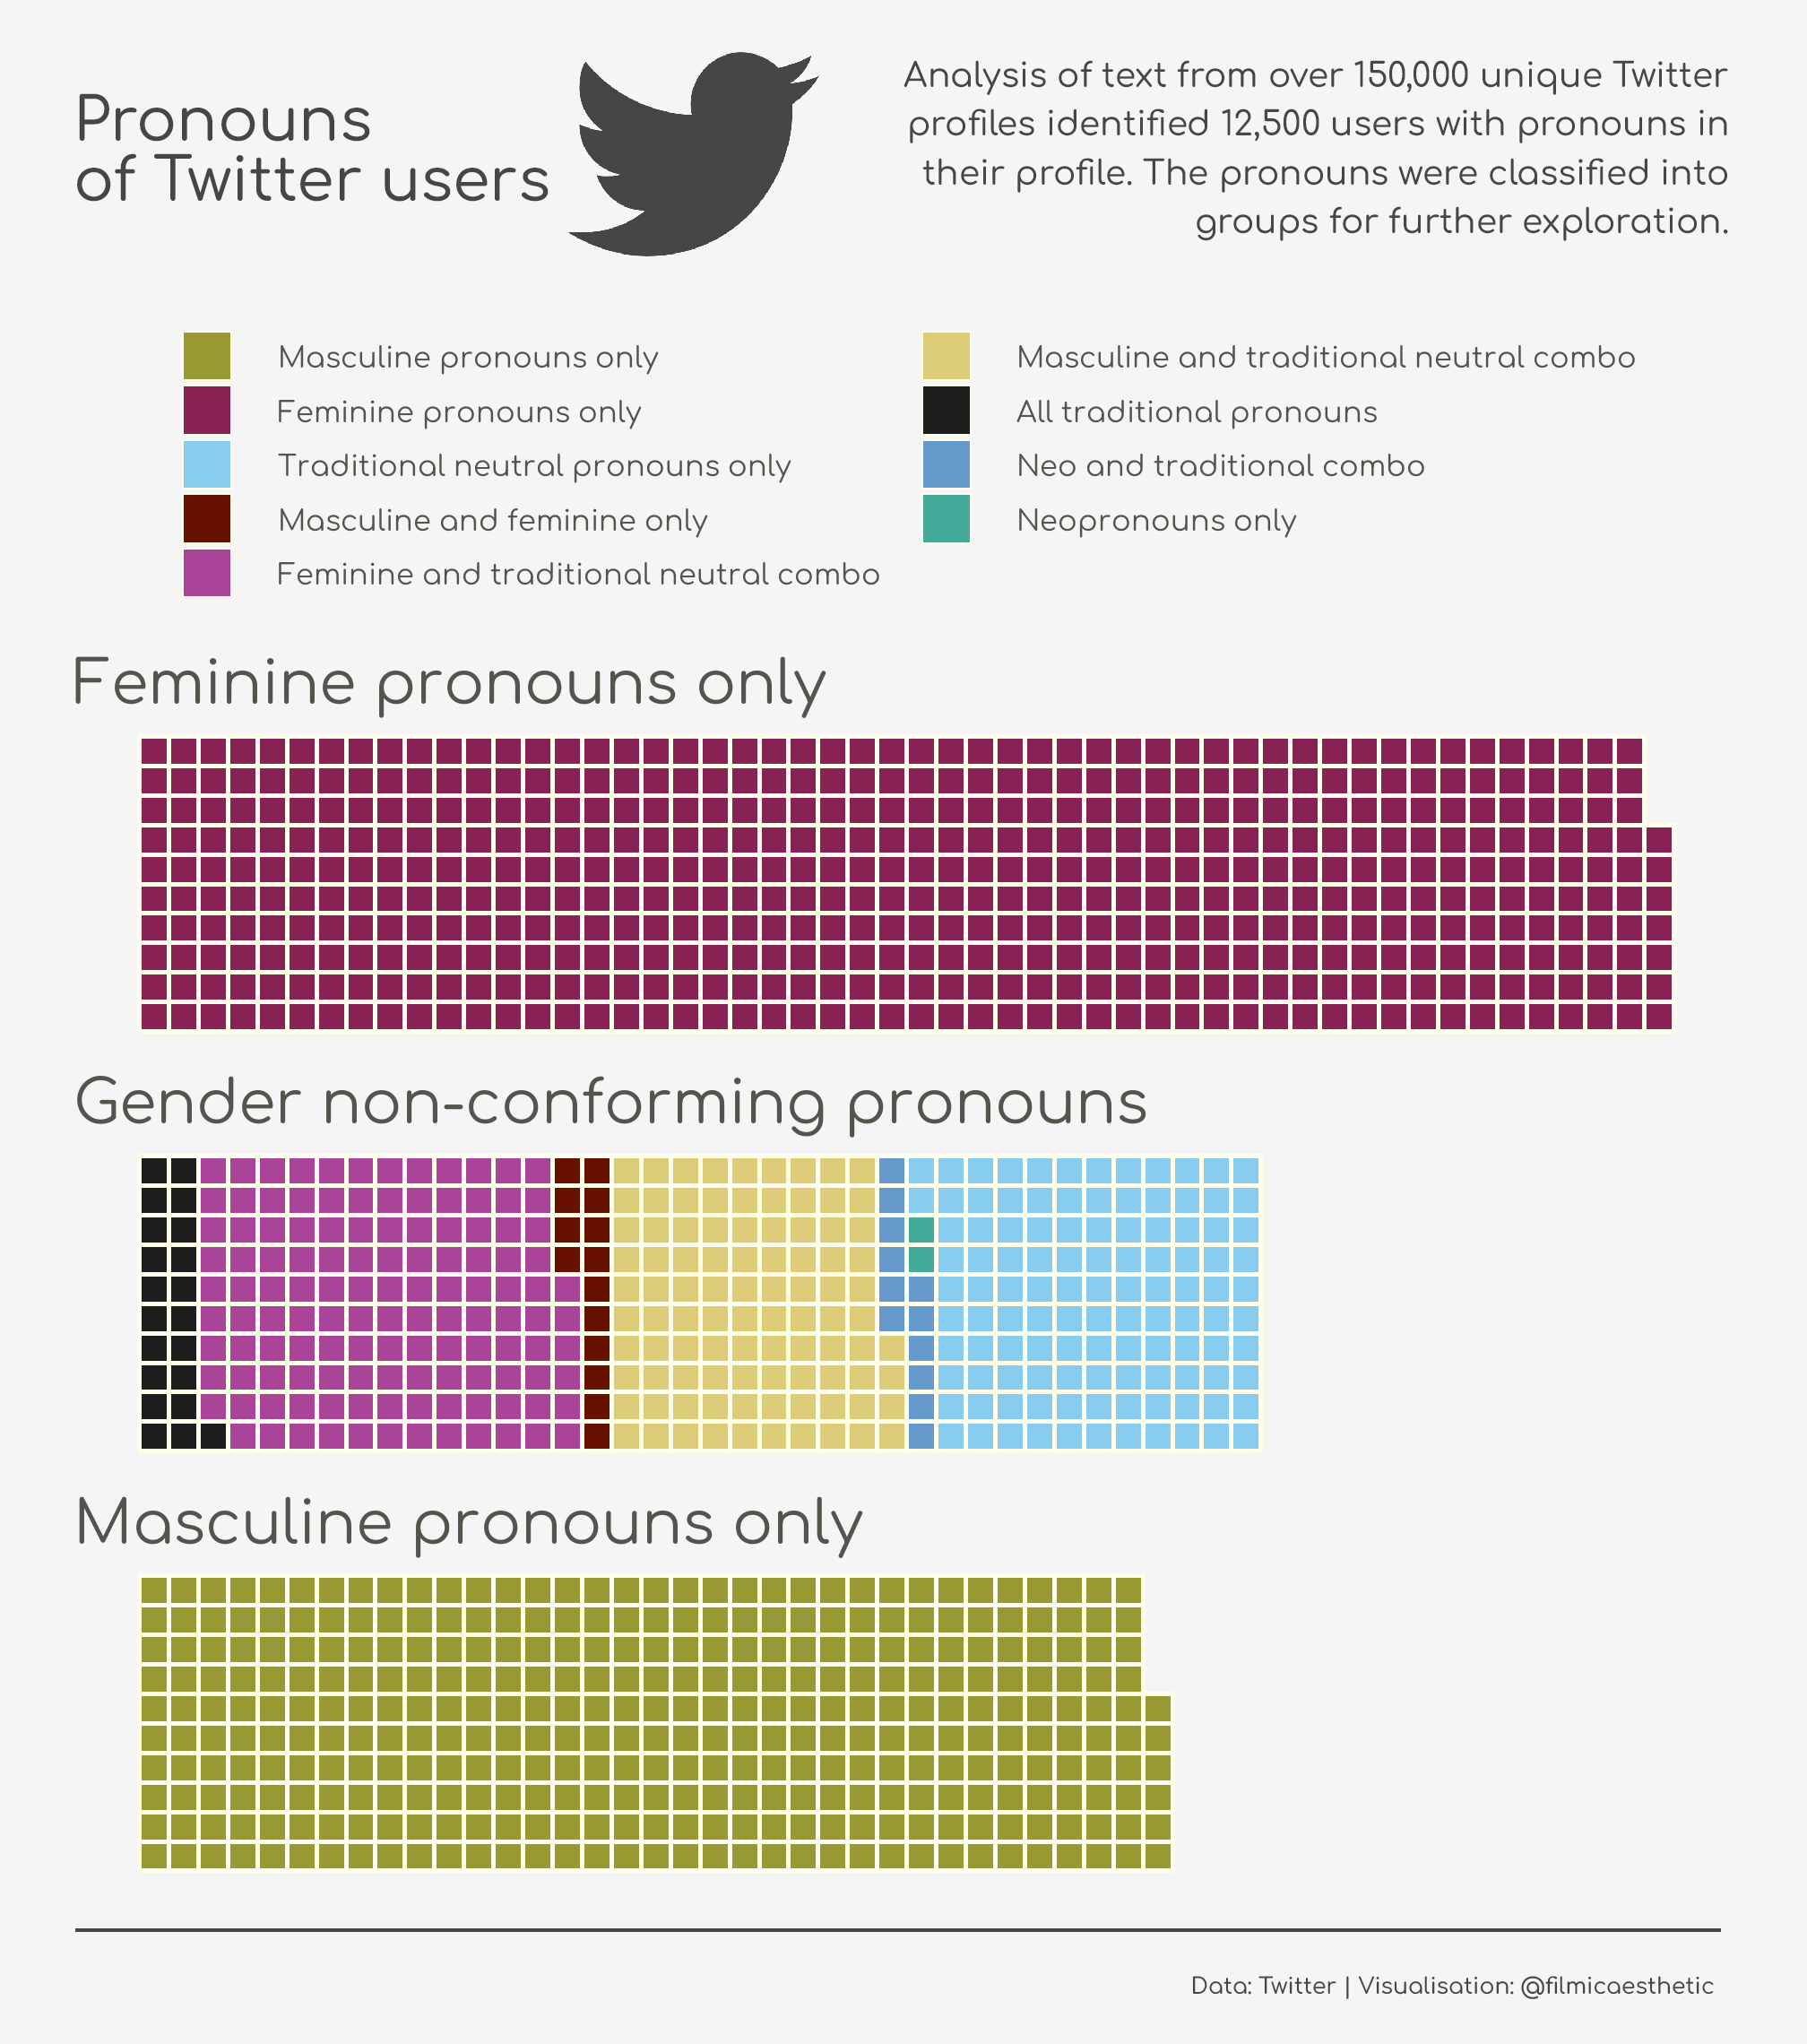 Pronouns
of Twitter users
Analysis of text from over 150,000 unique Twitter
profiles identified 12,500 users with pronouns in
their profile. The pronouns were classified into
groups for further exploration.
Masculine pronouns only
Feminine pronouns only
Traditional neutral pronouns only
Masculine and feminine only
Feminine and traditional neutral combo
Masculine and traditional neutral combo
All traditional pronouns
Neo and traditional combo
Neopronouns only
Feminine pronouns only
Gender non-conforming pronouns
Masculine pronouns only
Data: Twitter | Visualisation: @filmicaesthetic